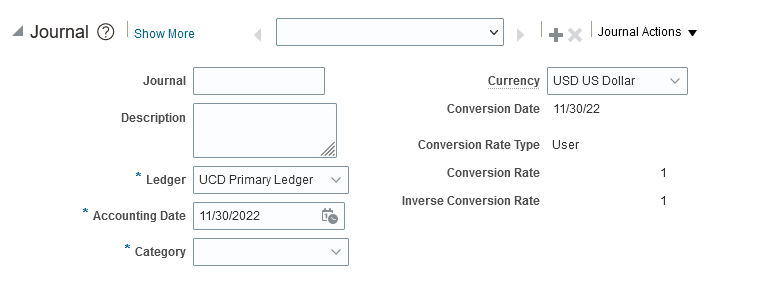 Journal ? Show More Journal Actions
Journal
Description
* Ledger UCD Primary Ledger
* Accounting Date 11/30/2022
* Category
Currency USD US Dollar
Conversion Date 11/30/22
Conversion Rate Type User
Conversion Rate 1
Inverse Conversion Rate 1